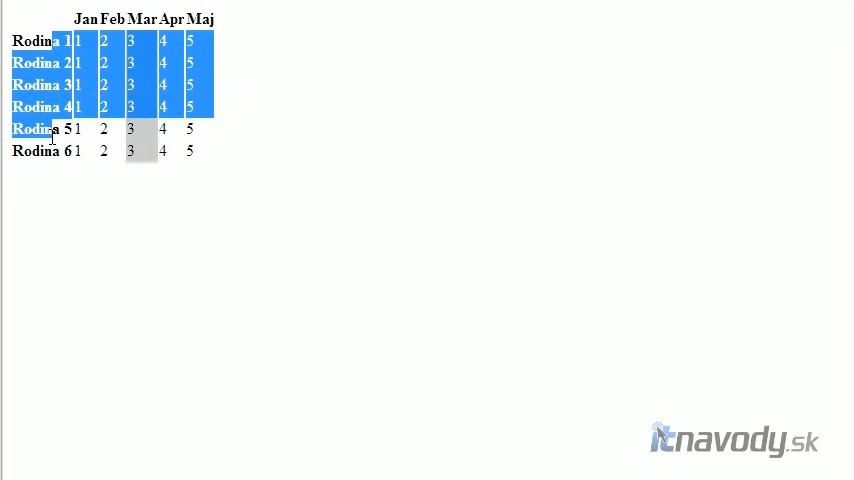 Jan Feb Mar Apr Maj
Rodina 1 1 2 3 4 5
Rodina 2 1 2 3 4 5
Rodina 3 1 2 3 4 5
Rodina 4 1 2 3 4 5
Rodina 5 1 2 3 4 5
Rodina 6 1 2 3 4 5
itnavody.sk